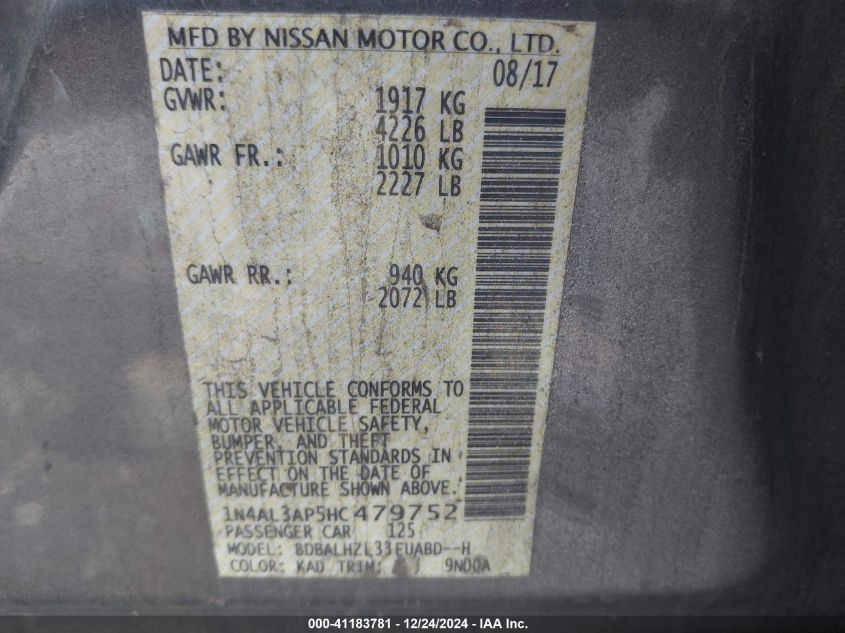 MFD BY NISSAN MOTOR CO., LTD.
DATE: 08/17
GVWR: 1917 KG
4226 LB
GAWR FR.: 1010 KG
2227 LB
GAWR RR.: 940 KG
2072 LB
THIS VEHICLE CONFORMS TO
ALL APPLICABLE FEDERAL
MOTOR VEHICLE SAFETY,
BUMPER, AND THEFT
PREVENTION STANDARDS IN
EFFECT ON THE DATE OF
MANUFACTURE SHOWN ABOVE.
1N4AL3AP5HC479752
PASSENGER CAR 125
MODEL: BDBALHZL33EUABD--H
COLOR: KAD TRIM: 9N00A
000-41183781 - 12/24/2024 - IAA Inc.